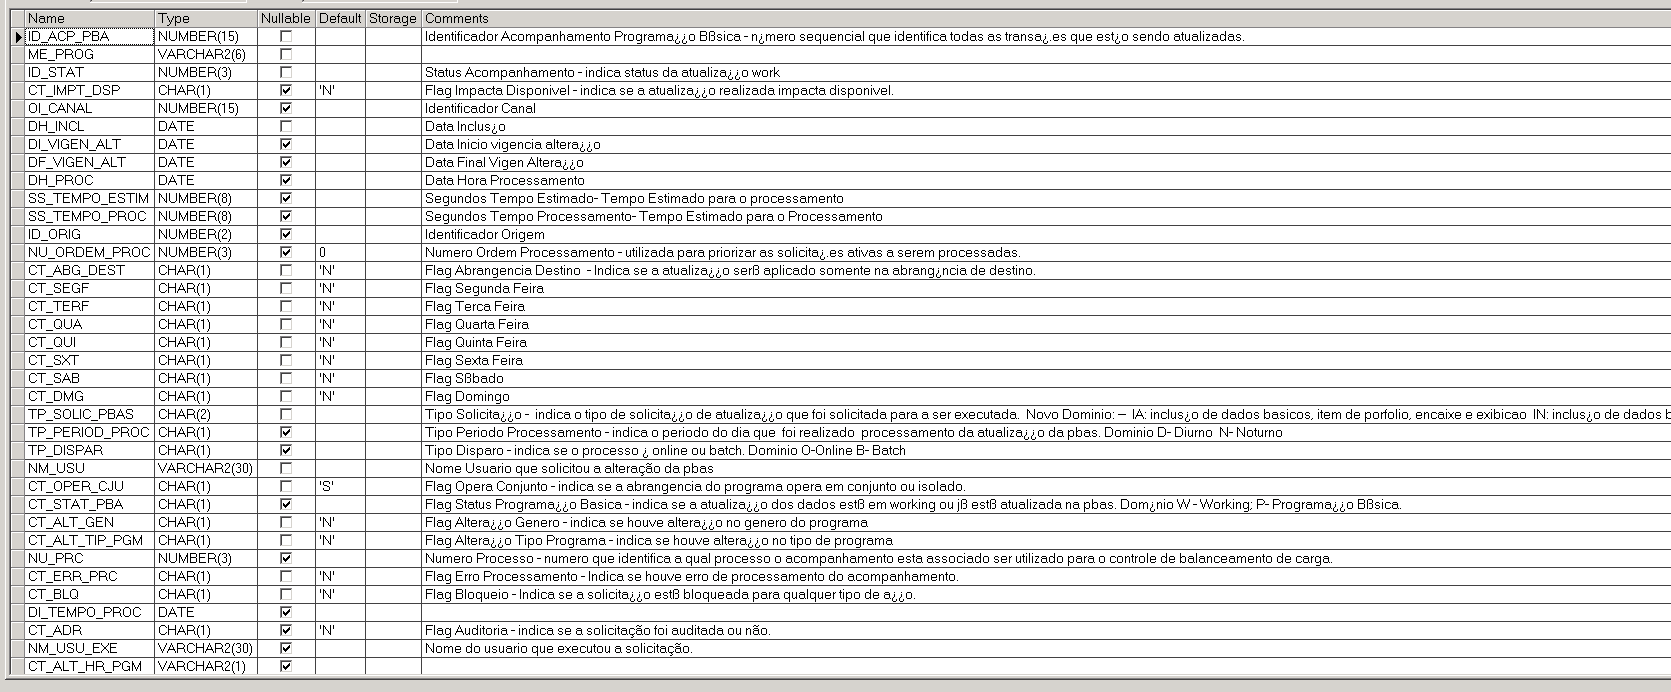 Name Type Nullable Default Storage Comments
ID_ACP_PBA NUMBER(15) Identificador Acompanhamento Programa¿¿o Bßsica - n¿mero sequencial que identifica todas as transa¿.es que est¿o sendo atualizadas.
ME_PROG VARCHAR2(6)
ID_STAT NUMBER(3) Status Acompanhamento - indica status da atualiza¿¿o work
CT_IMPT_DSP CHAR(1) 'N' Flag Impacta Disponivel - indica se a atualiza¿¿o realizada impacta disponivel.
OI_CANAL NUMBER(15) Identificador Canal
DH_INCL DATE Data Inclus¿o
DI_VIGEN_ALT DATE Data Inicio vigencia altera¿¿o
DF_VIGEN_ALT DATE Data Final Vigen Altera¿¿o
DH_PROC DATE Data Hora Processamento
SS_TEMPO_ESTIM NUMBER(8) Segundos Tempo Estimado- Tempo Estimado para o processamento
SS_TEMPO_PROC NUMBER(8) Segundos Tempo Processamento- Tempo Estimado para o Processamento
ID_ORIG NUMBER(2) Identificador Origem
NU_ORDEM_PROC NUMBER(3) 0 Numero Ordem Processamento - utilizada para priorizar as solicita¿.es ativas a serem processadas.
CT_ABG_DEST CHAR(1) 'N' Flag Abrangencia Destino - Indica se a atualiza¿¿o serß aplicado somente na abrang¿ncia de destino.
CT_SEGF CHAR(1) 'N' Flag Segunda Feira
CT_TERF CHAR(1) 'N' Flag Terca Feira
CT_QUA CHAR(1) 'N' Flag Quarta Feira
CT_QUI CHAR(1) 'N' Flag Quinta Feira
CT_SXT CHAR(1) 'N' Flag Sexta Feira
CT_SAB CHAR(1) 'N' Flag Sßbado
CT_DMG CHAR(1) 'N' Flag Domingo
TP_SOLIC_PBAS CHAR(2) Tipo Solicita¿¿o - indica o tipo de solicita¿¿o de atualiza¿¿o que foi solicitada para a ser executada. Novo Dominio: – IA: inclus¿o de dados basicos, item de porfolio, encaixe e exibicao IN: inclus¿o de dados b
TP_PERIOD_PROC CHAR(1) Tipo Periodo Processamento - indica o periodo do dia que foi realizado processamento da atualiza¿¿o da pbas. Dominio D- Diurno N- Noturno
TP_DISPAR CHAR(1) Tipo Disparo - indica se o processo ¿ online ou batch. Dominio O-Online B- Batch
NM_USU VARCHAR2(30) Nome Usuario que solicitou a alteração da pbas
CT_OPER_CJU CHAR(1) 'S' Flag Opera Conjunto - indica se a abrangencia do programa opera em conjunto ou isolado.
CT_STAT_PBA CHAR(1) Flag Status Programa¿¿o Basica - indica se a atualiza¿¿o dos dados estß em working ou jß estß atualizada na pbas. Dom¿nio W - Working; P- Programa¿¿o Bßsica.
CT_ALT_GEN CHAR(1) 'N' Flag Altera¿¿o Genero - indica se houve altera¿¿o no genero do programa
CT_ALT_TIP_PGM CHAR(1) 'N' Flag Altera¿¿o Tipo Programa - indica se houve altera¿¿o no tipo de programa
NU_PRC NUMBER(3) Numero Processo - numero que identifica a qual processo o acompanhamento esta associado ser utilizado para o controle de balanceamento de carga.
CT_ERR_PRC CHAR(1) 'N' Flag Erro Processamento - Indica se houve erro de processamento do acompanhamento.
CT_BLQ CHAR(1) 'N' Flag Bloqueio - Indica se a solicita¿¿o estß bloqueada para qualquer tipo de a¿¿o.
DI_TEMPO_PROC DATE
CT_ADR CHAR(1) 'N' Flag Auditoria - indica se a solicitação foi auditada ou não.
NM_USU_EXE VARCHAR2(30) Nome do usuario que executou a solicitação.
CT_ALT_HR_PGM VARCHAR2(1)